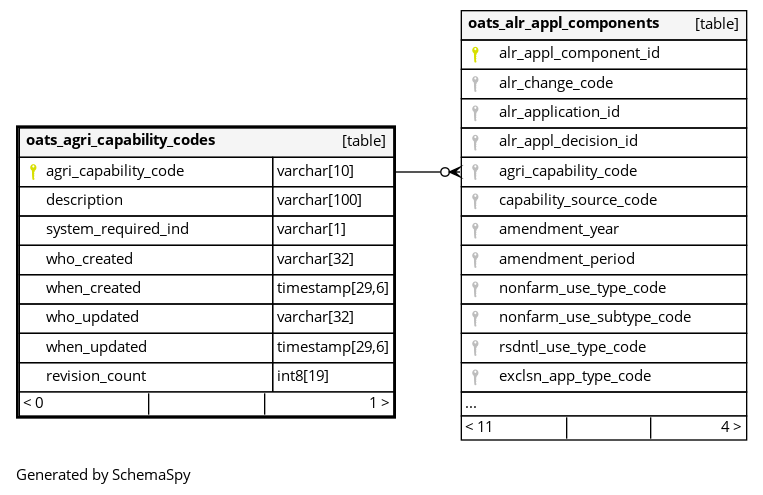 oats_agri_capability_codes [table]
agri_capability_code varchar[10]
description varchar[100]
system_required_ind varchar[1]
who_created varchar[32]
when_created timestamp[29,6]
who_updated varchar[32]
when_updated timestamp[29,6]
revision_count int8[19]
< 0 1 >
oats_alr_appl_components [table]
alr_appl_component_id
alr_change_code
alr_application_id
alr_appl_decision_id
agri_capability_code
capability_source_code
amendment_year
amendment_period
nonfarm_use_type_code
nonfarm_use_subtype_code
rsdntl_use_type_code
exclsn_app_type_code
...
< 11 4 >
Generated by SchemaSpy